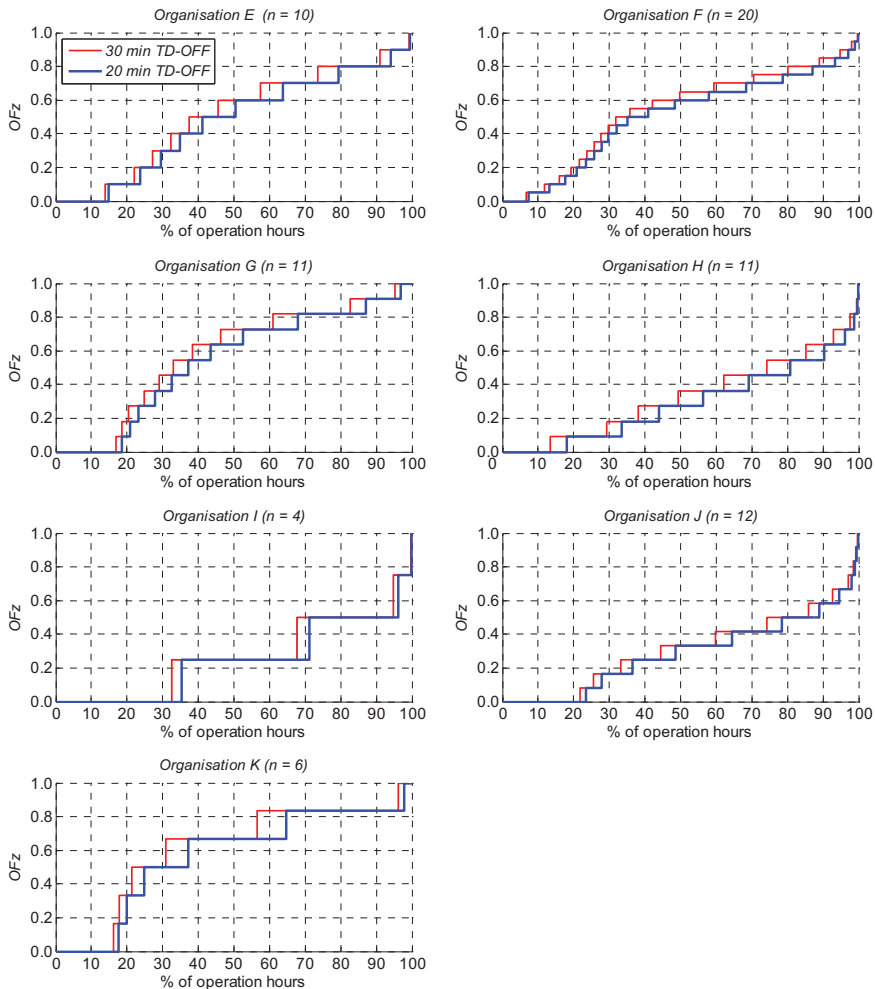 Organisation E (n = 10)
1.0
0.8
0.6
0.4
0.2
0.0
OFz
30 min TD-OFF
20 min TD-OFF
0 10 20 30 40 50 60 70 80 90 100
% of operation hours
Organisation F (n = 20)
1.0
0.8
0.6
0.4
0.2
0.0
OFz
0 10 20 30 40 50 60 70 80 90 100
% of operation hours
Organisation G (n = 11)
1.0
0.8
0.6
0.4
0.2
0.0
OFz
0 10 20 30 40 50 60 70 80 90 100
% of operation hours
Organisation H (n = 11)
1.0
0.8
0.6
0.4
0.2
0.0
OFz
0 10 20 30 40 50 60 70 80 90 100
% of operation hours
Organisation I (n = 4)
1.0
0.8
0.6
0.4
0.2
0.0
OFz
0 10 20 30 40 50 60 70 80 90 100
% of operation hours
Organisation J (n = 12)
1.0
0.8
0.6
0.4
0.2
0.0
OFz
0 10 20 30 40 50 60 70 80 90 100
% of operation hours
Organisation K (n = 6)
1.0
0.8
0.6
0.4
0.2
0.0
OFz
0 10 20 30 40 50 60 70 80 90 100
% of operation hours